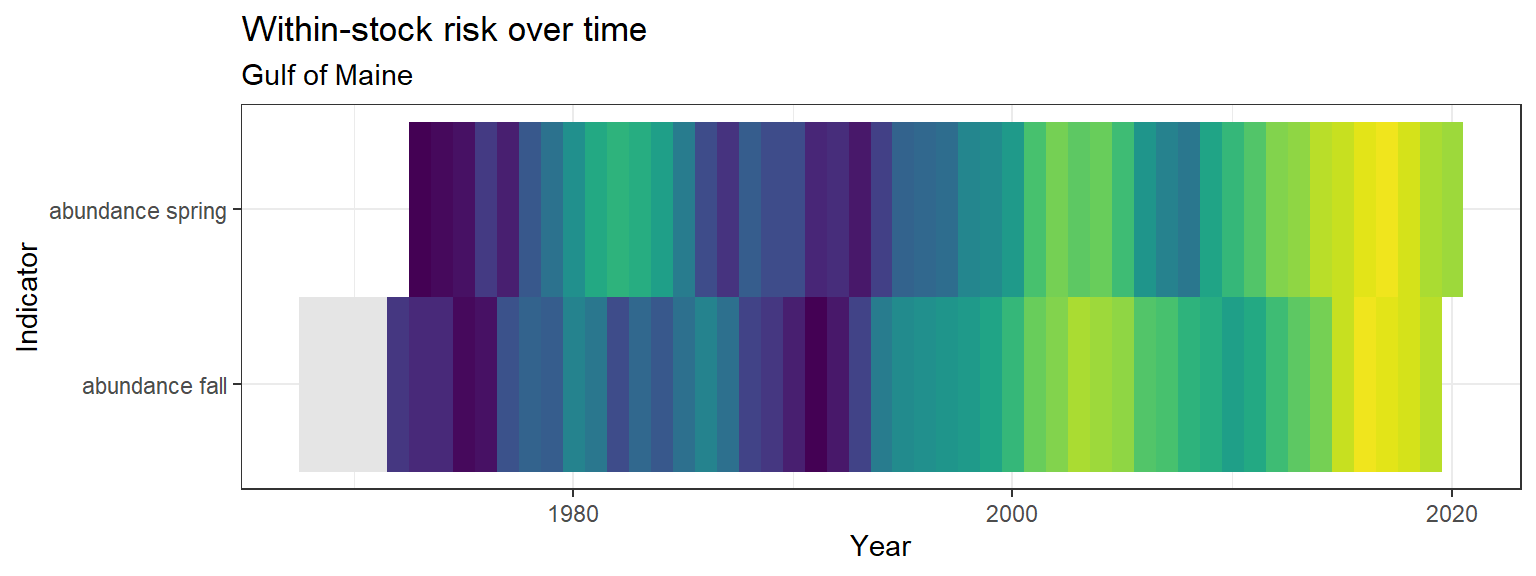 Within-stock risk over time
Gulf of Maine
abundance spring
abundance fall
Indicator
1980
2000
2020
Year